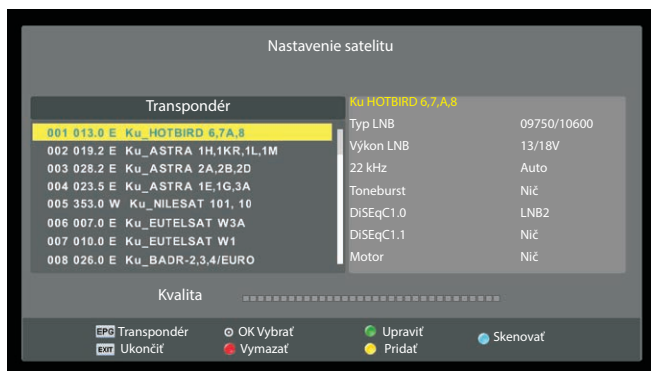 Nastavenie satelitu
Transpondér
001 013.0 E Ku_HOTBIRD 6,7A,8
002 019.2 E Ku_ASTRA 1H,1KR,1L,1M
003 028.2 E Ku_ASTRA 2A,2B,2D
004 023.5 E Ku_ASTRA 1E,1G,3A
005 353.0 W Ku_NILESAT 101, 10
006 007.0 E Ku_EUTELSAT W3A
007 010.0 E Ku_EUTELSAT W1
008 026.0 E Ku_BADR-2,3,4/EURO
Ku HOTBIRD 6,7,A,8
Typ LNB 09750/10600
Výkon LNB 13/18V
22 kHz Auto
Toneburst Nič
DiSEqC1.0 LNB2
DiSEqC1.1 Nič
Motor Nič
Kvalita
EPG Transpondér OK Vybrať Upraviť Skenovať
EXIT Ukončiť Vymazať Pridať